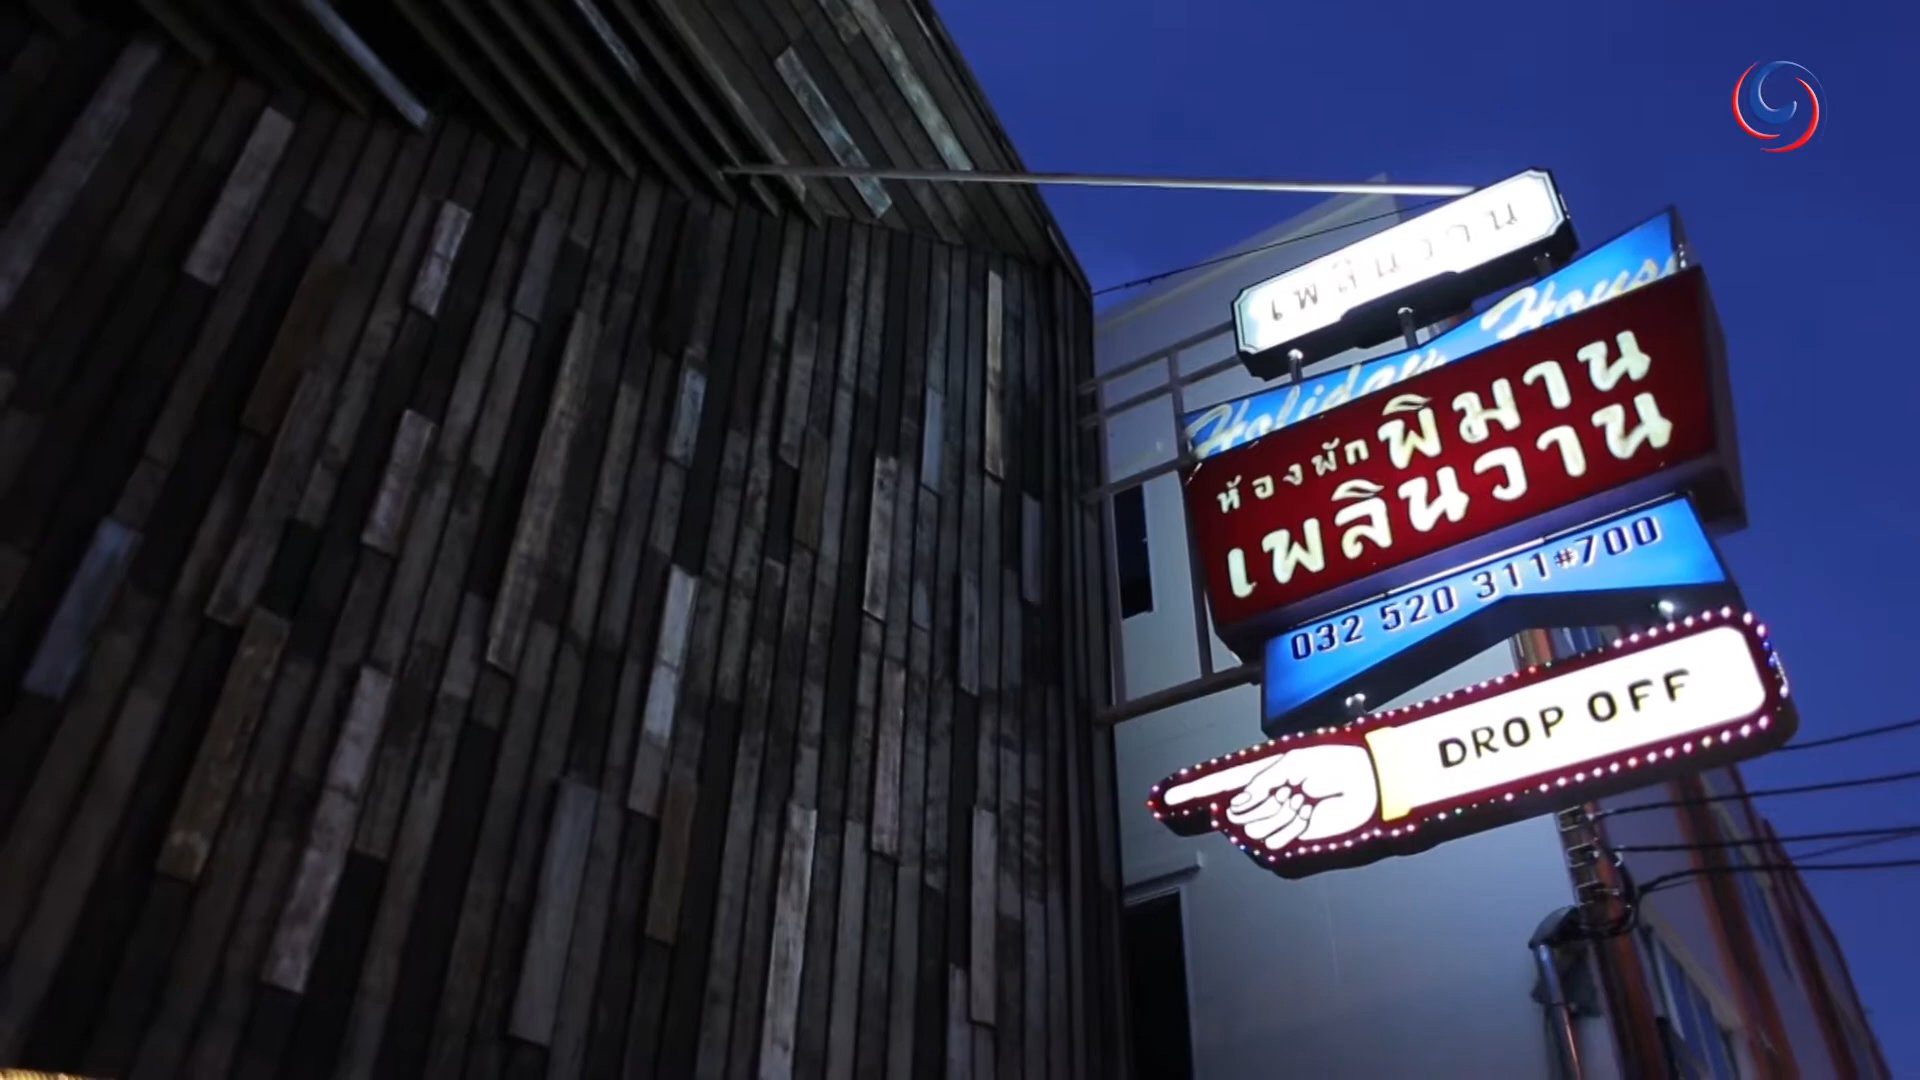 เพลินวาน
Holiday House
ห้องพักพิมาน
เพลินวาน
032 520 311#700
DROP OFF